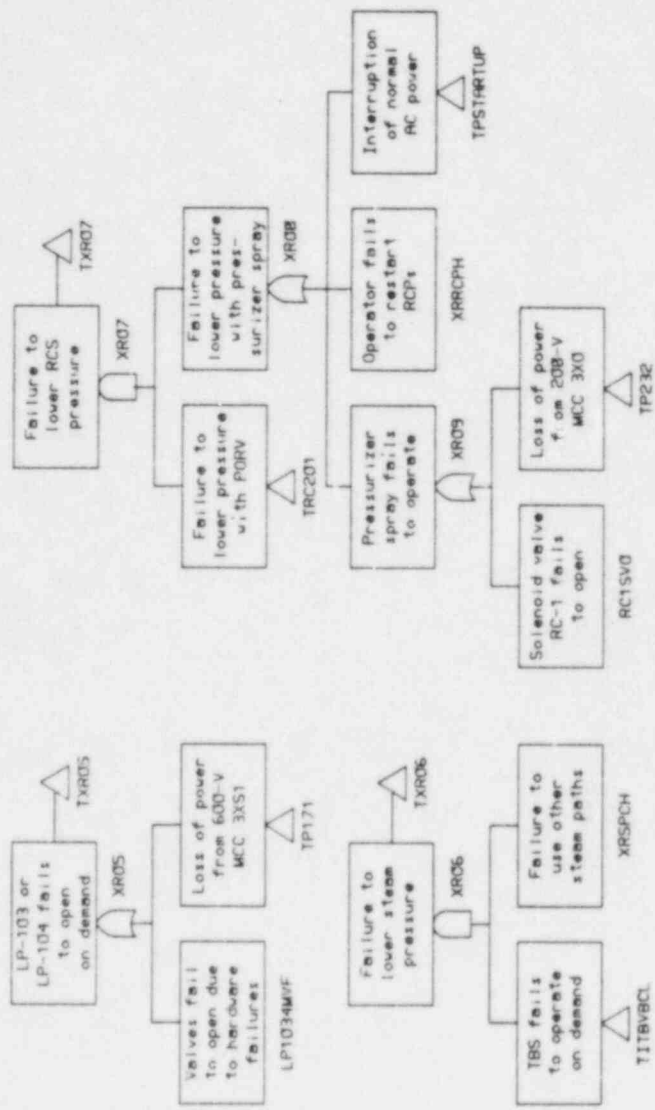 LP-103 or
LP-104 fails
to open
on demand
TXR05
XR05
Valves fail
to open due
to hardware
failures
LP1034MVF
Loss of power
from 600-V
MCC 3XS1
TP171
Failure to
lower steam
pressure
TXR06
XR06
TBS fails
to operate
on demand
TITBVBCL
Failure to
use other
steam paths
XRSPCH
Failure to
lower RCS
pressure
TXR07
XR07
Failure to
lower pressure
with PORV
TRC201
Failure to
lower pressure
with pres-
surizer spray
XR08
Pressurizer
spray fails
to operate
XR09
Operator fails
to restart
RCPs
XRRCPH
Interruption
of normal
AC power
TPSTARTUP
Solenoid valve
RC-1 fails
to open
RC1SVO
Loss of power
from 208-V
MCC 3XO
TP232